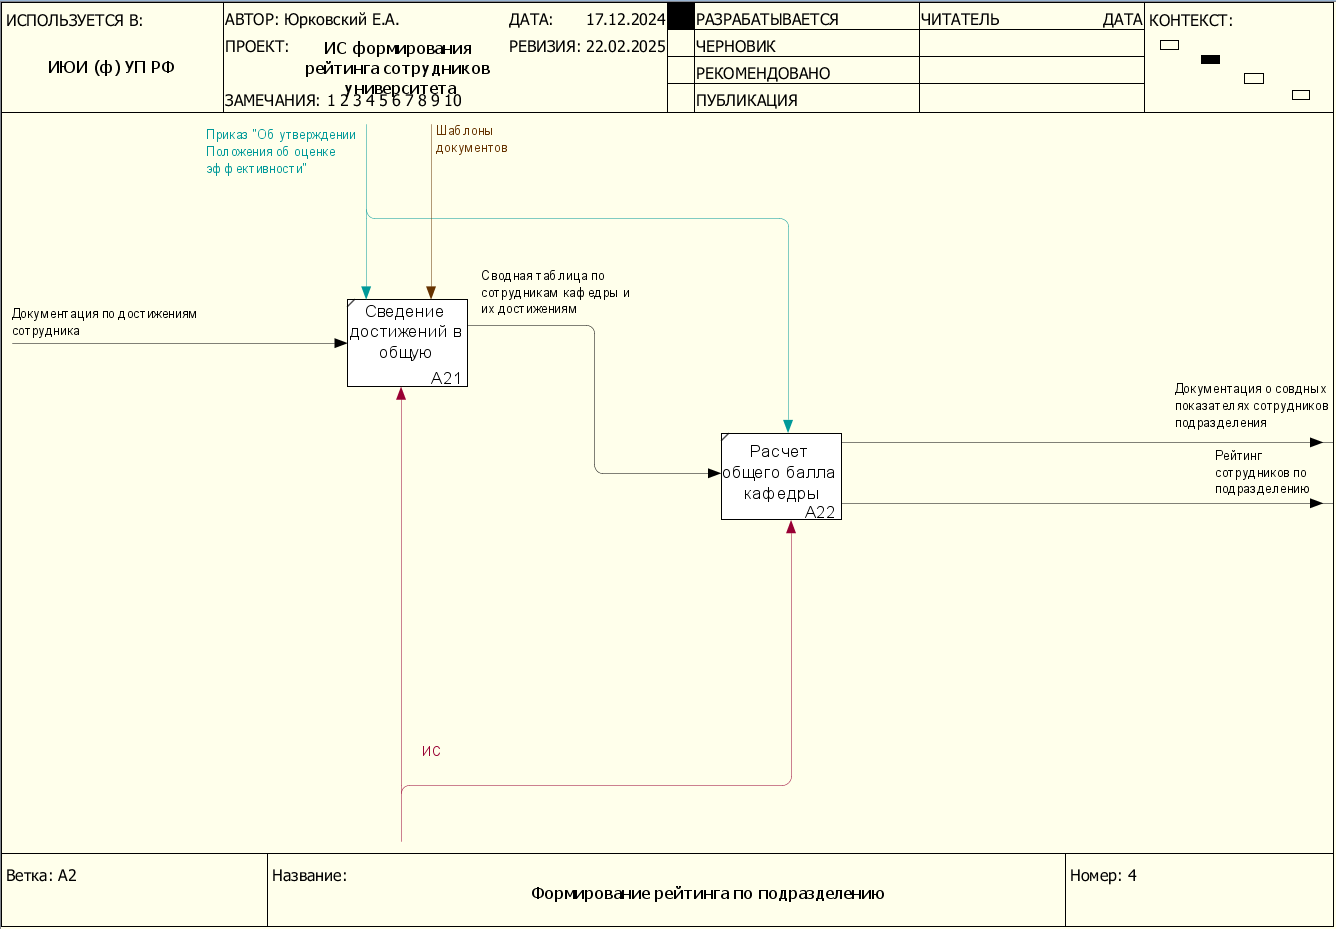 ИСПОЛЬЗУЕТСЯ В:
ИЮИ (ф) УП РФ
АВТОР: Юрковский Е.А.
ДАТА: 17.12.2024
ПРОЕКТ:
ИС формирования
рейтинга сотрудников
университета
РЕВИЗИЯ: 22.02.2025
ЗАМЕЧАНИЯ: 1 2 3 4 5 6 7 8 9 10
РАЗРАБАТЫВАЕТСЯ
ЧЕРНОВИК
РЕКОМЕНДОВАНО
ПУБЛИКАЦИЯ
ЧИТАТЕЛЬ
ДАТА
КОНТЕКСТ:
Приказ "Об утверждении
Положения об оценке
эффективности"
Шаблоны
документов
Документация по достижениям
сотрудника
Сведение
достижений в
общую
A21
Сводная таблица по
сотрудникам кафедры и
их достижениям
Расчет
общего балла
кафедры
A22
Документация о совдных
показателях сотрудников
подразделения
Рейтинг
сотрудников по
подразделению
ИС
Ветка: A2
Название:
Формирование рейтинга по подразделению
Номер: 4